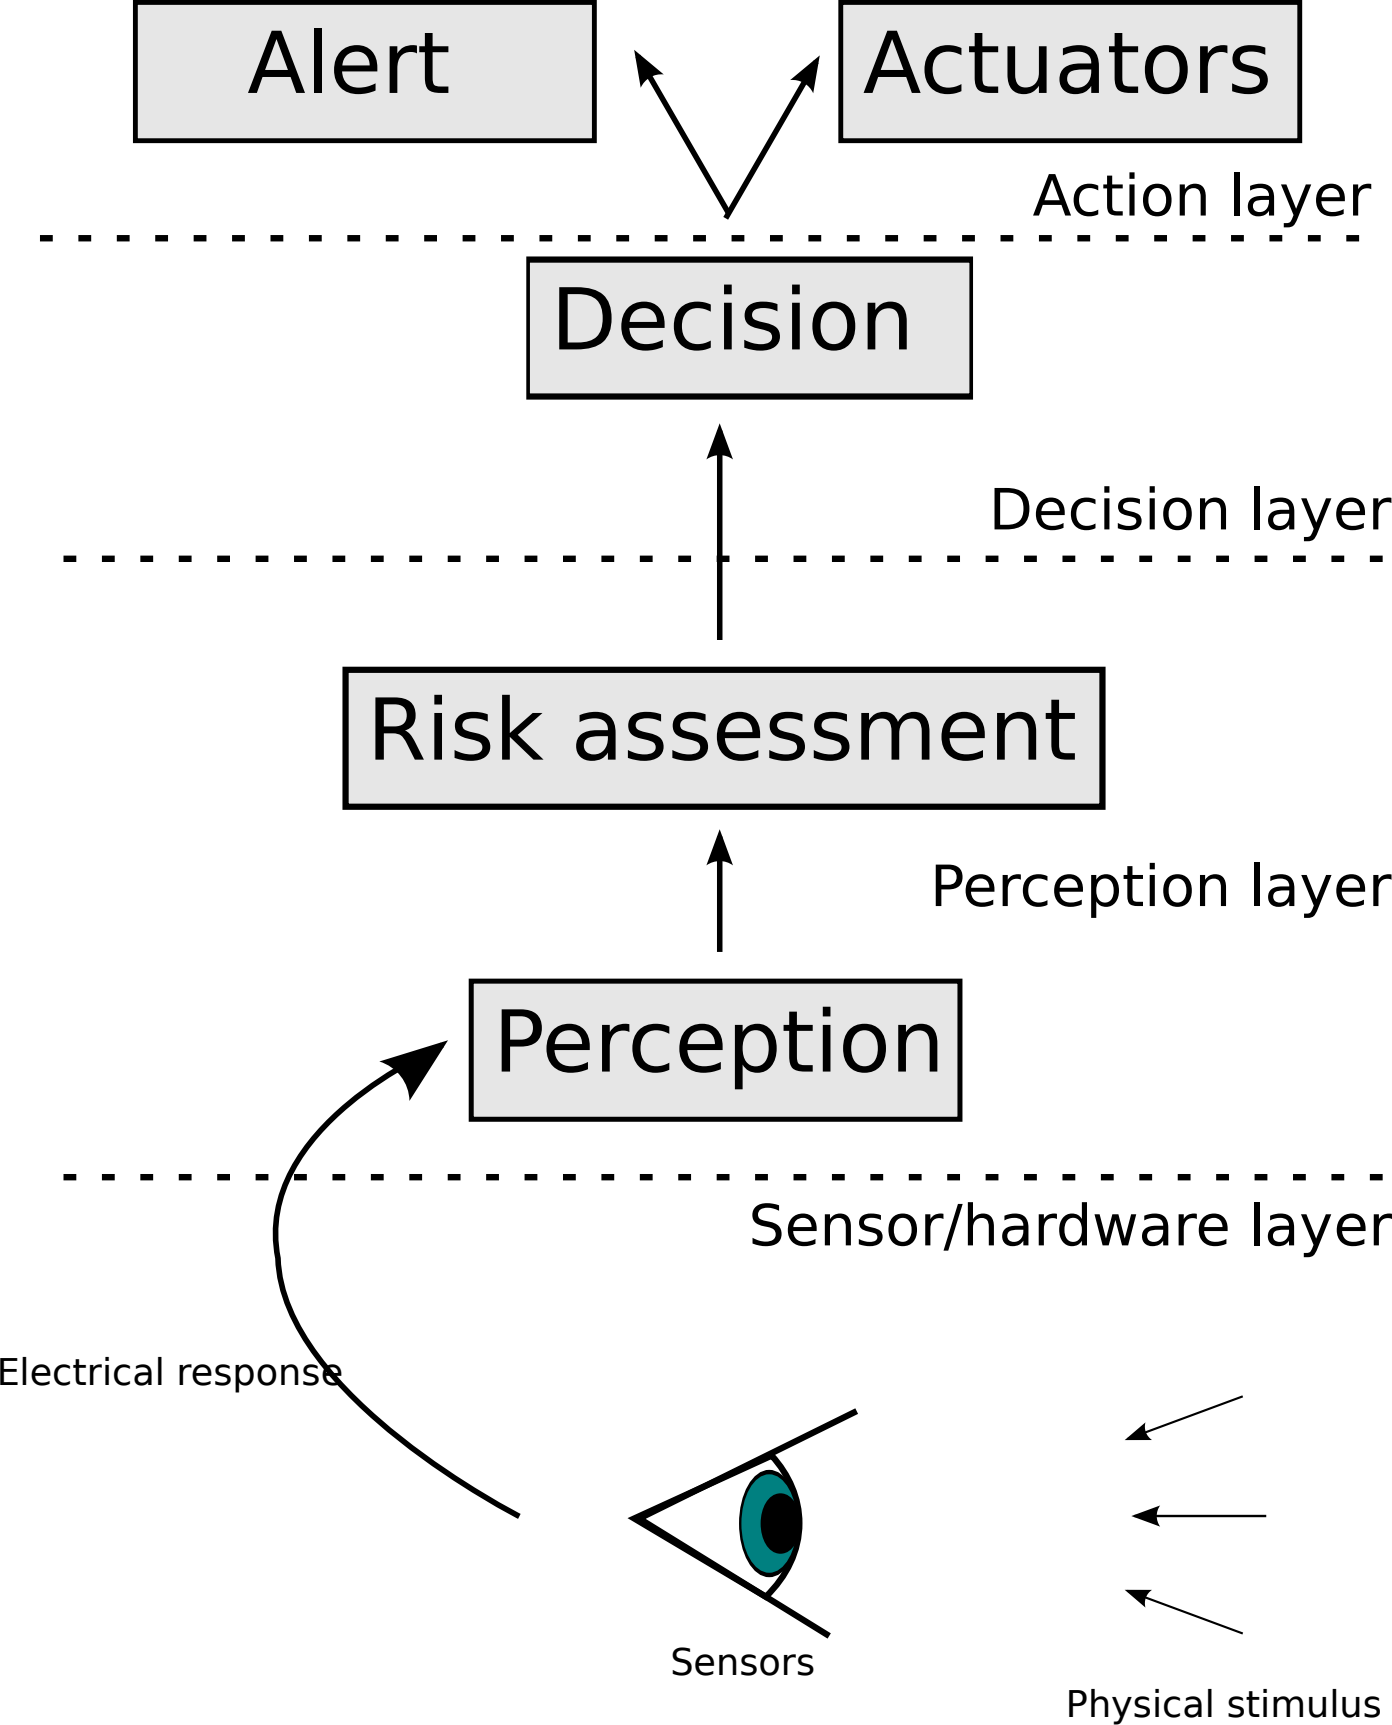 Alert
Actuators
Action layer
Decision
Decision layer
Risk assessment
Perception layer
Perception
Sensor/hardware layer
Electrical response
Sensors
Physical stimulus